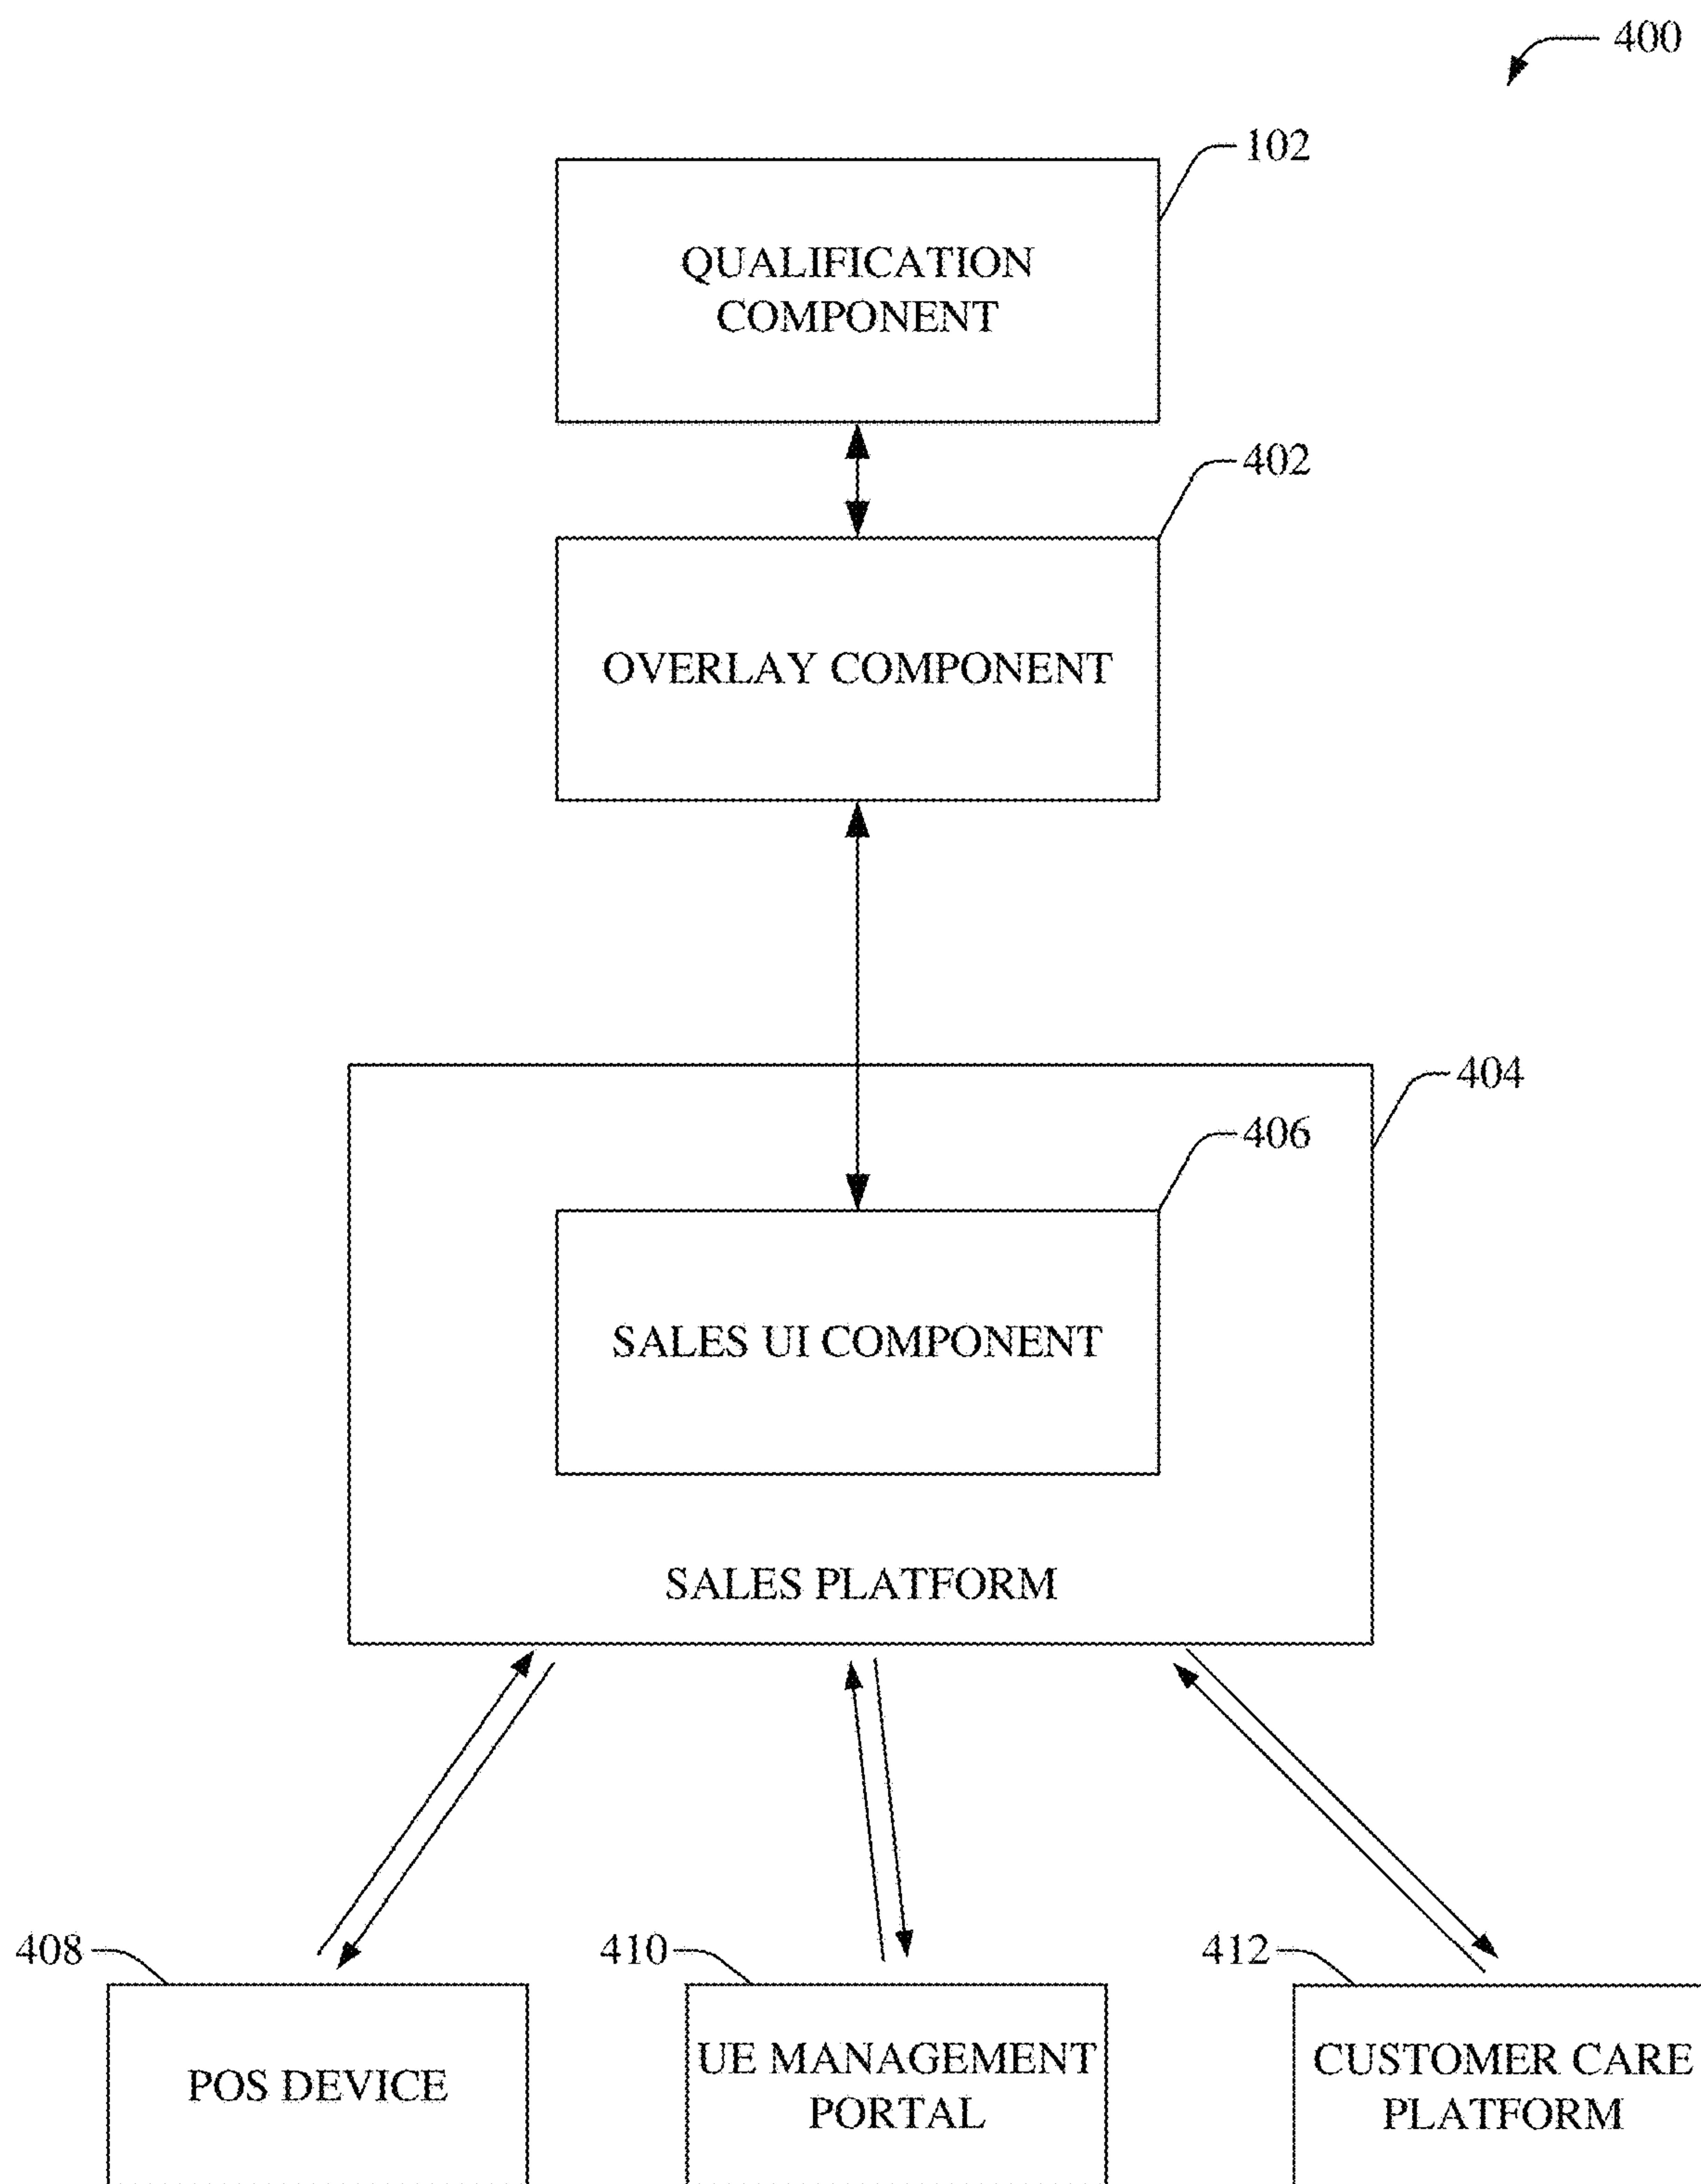 400
102
QUALIFICATION
COMPONENT
402
OVERLAY COMPONENT
404
406
SALES UI COMPONENT
SALES PLATFORM
408
410
412
POS DEVICE
UE MANAGEMENT
PORTAL
CUSTOMER CARE
PLATFORM